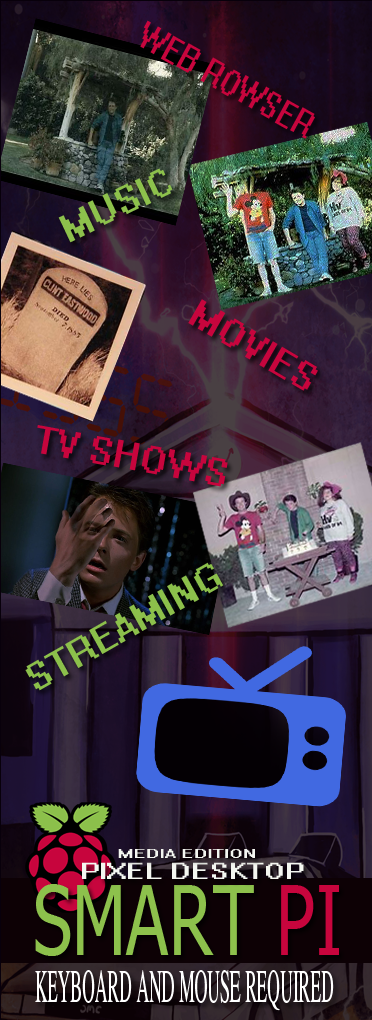 WEB ROWSER
MUSIC
HERE LIES
CLINT EASTWOOD
DIED
MOVIES
TV SHOWS
STREAMING
MEDIA EDITION
PIXEL DESKTOP
SMART PI
KEYBOARD AND MOUSE REQUIRED